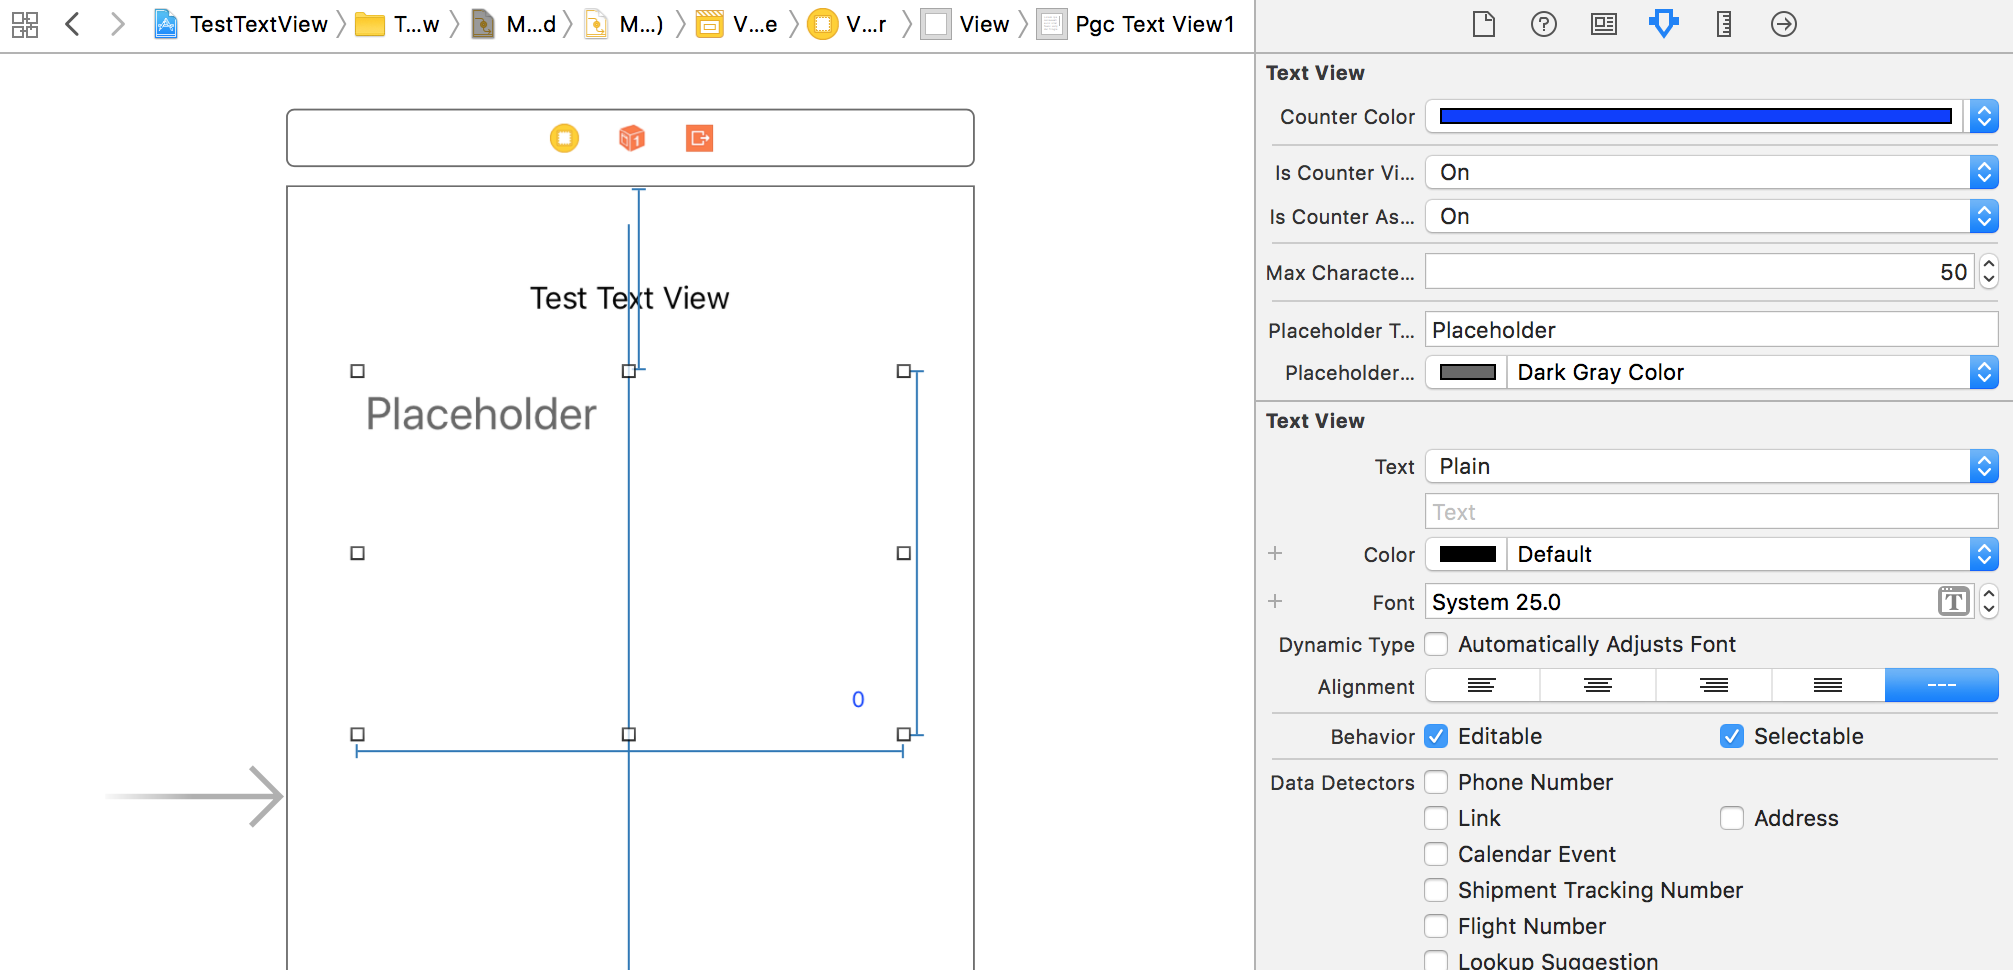 TestTextView T...w M...d M...) V...e V...r View Pgc Text View1
Test Text View
Placeholder
0
Text View
Counter Color
Is Counter Vi... On
Is Counter As... On
Max Characte... 50
Placeholder T... Placeholder
Placeholder... Dark Gray Color
Text View
Text Plain
Text
Color Default
Font System 25.0
Dynamic Type Automatically Adjusts Font
Alignment ---
Behavior Editable Selectable
Data Detectors Phone Number
Link Address
Calendar Event
Shipment Tracking Number
Flight Number
Lookup Suggestion